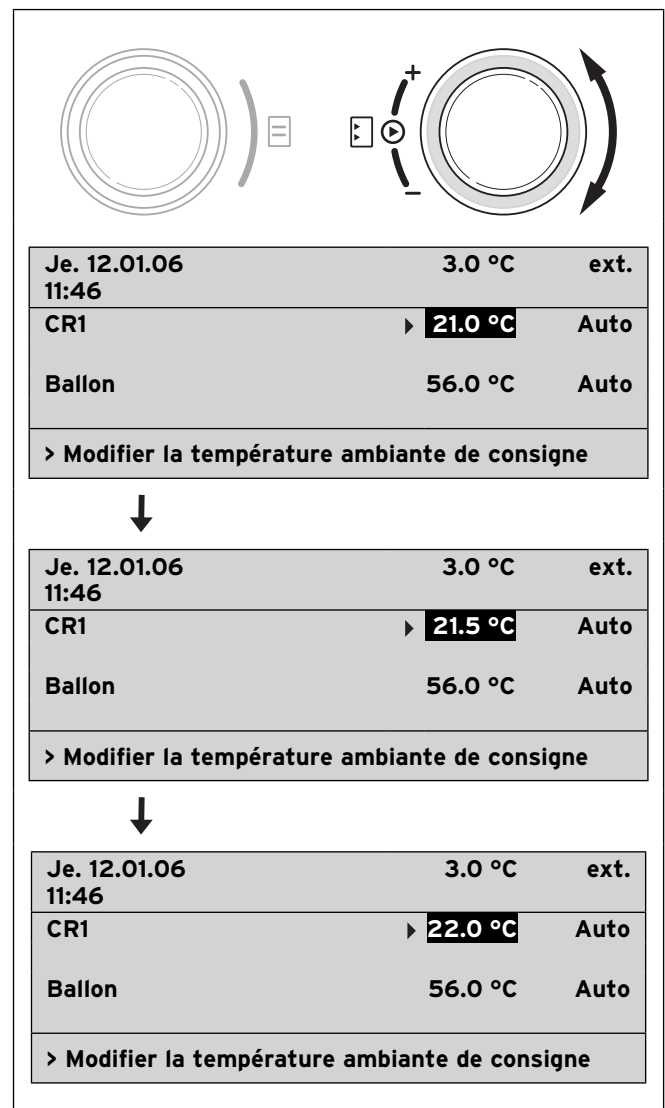 +
−
Je. 12.01.06 3.0 °C ext.
11:46
CR1 21.0 °C Auto
Ballon 56.0 °C Auto
> Modifier la température ambiante de consigne
Je. 12.01.06 3.0 °C ext.
11:46
CR1 21.5 °C Auto
Ballon 56.0 °C Auto
> Modifier la température ambiante de consigne
Je. 12.01.06 3.0 °C ext.
11:46
CR1 22.0 °C Auto
Ballon 56.0 °C Auto
> Modifier la température ambiante de consigne